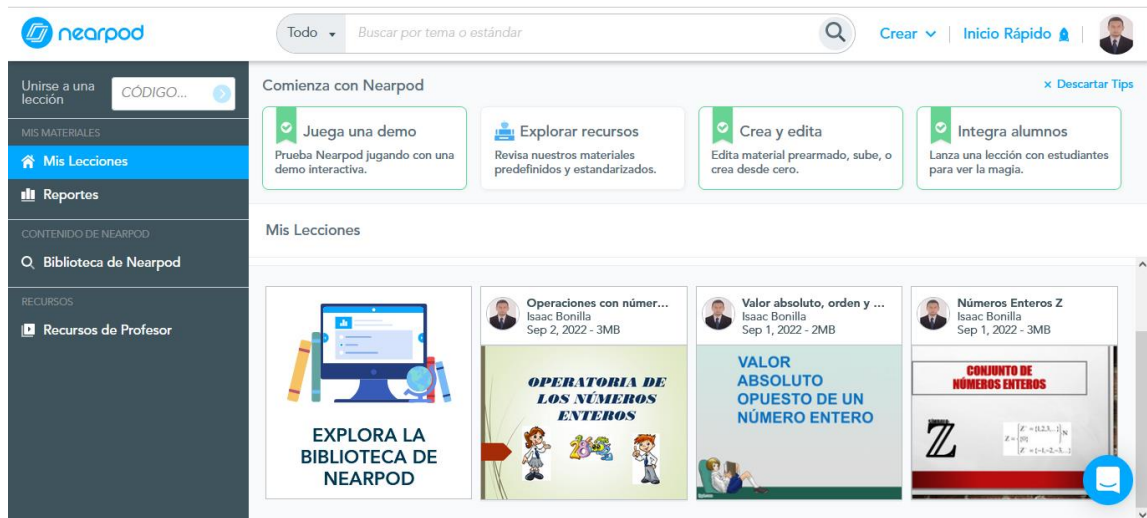 nearpod
Todo
Buscar por tema o estándar
Crear
Inicio Rápido
Unirse a una
lección
CÓDIGO...
MIS MATERIALES
Mis Lecciones
Reportes
CONTENIDO DE NEARPOD
Biblioteca de Nearpod
RECURSOS
Recursos de Profesor
Comienza con Nearpod
× Descartar Tips
Juega una demo
Prueba Nearpod jugando con una
demo interactiva.
Explorar recursos
Revisa nuestros materiales
predefinidos y estandarizados.
Crea y edita
Edita material prearmado, sube, o
crea desde cero.
Integra alumnos
Lanza una lección con estudiantes
para ver la magia.
Mis Lecciones
EXPLORA LA
BIBLIOTECA DE
NEARPOD
Operaciones con númer...
Isaac Bonilla
Sep 2, 2022 - 3MB
OPERATORIA DE
LOS NÚMEROS
ENTEROS
Valor absoluto, orden y ...
Isaac Bonilla
Sep 1, 2022 - 2MB
VALOR
ABSOLUTO
OPUESTO DE UN
NÚMERO ENTERO
Números Enteros Z
Isaac Bonilla
Sep 1, 2022 - 3MB
CONJUNTO DE
NÚMEROS ENTEROS
Z